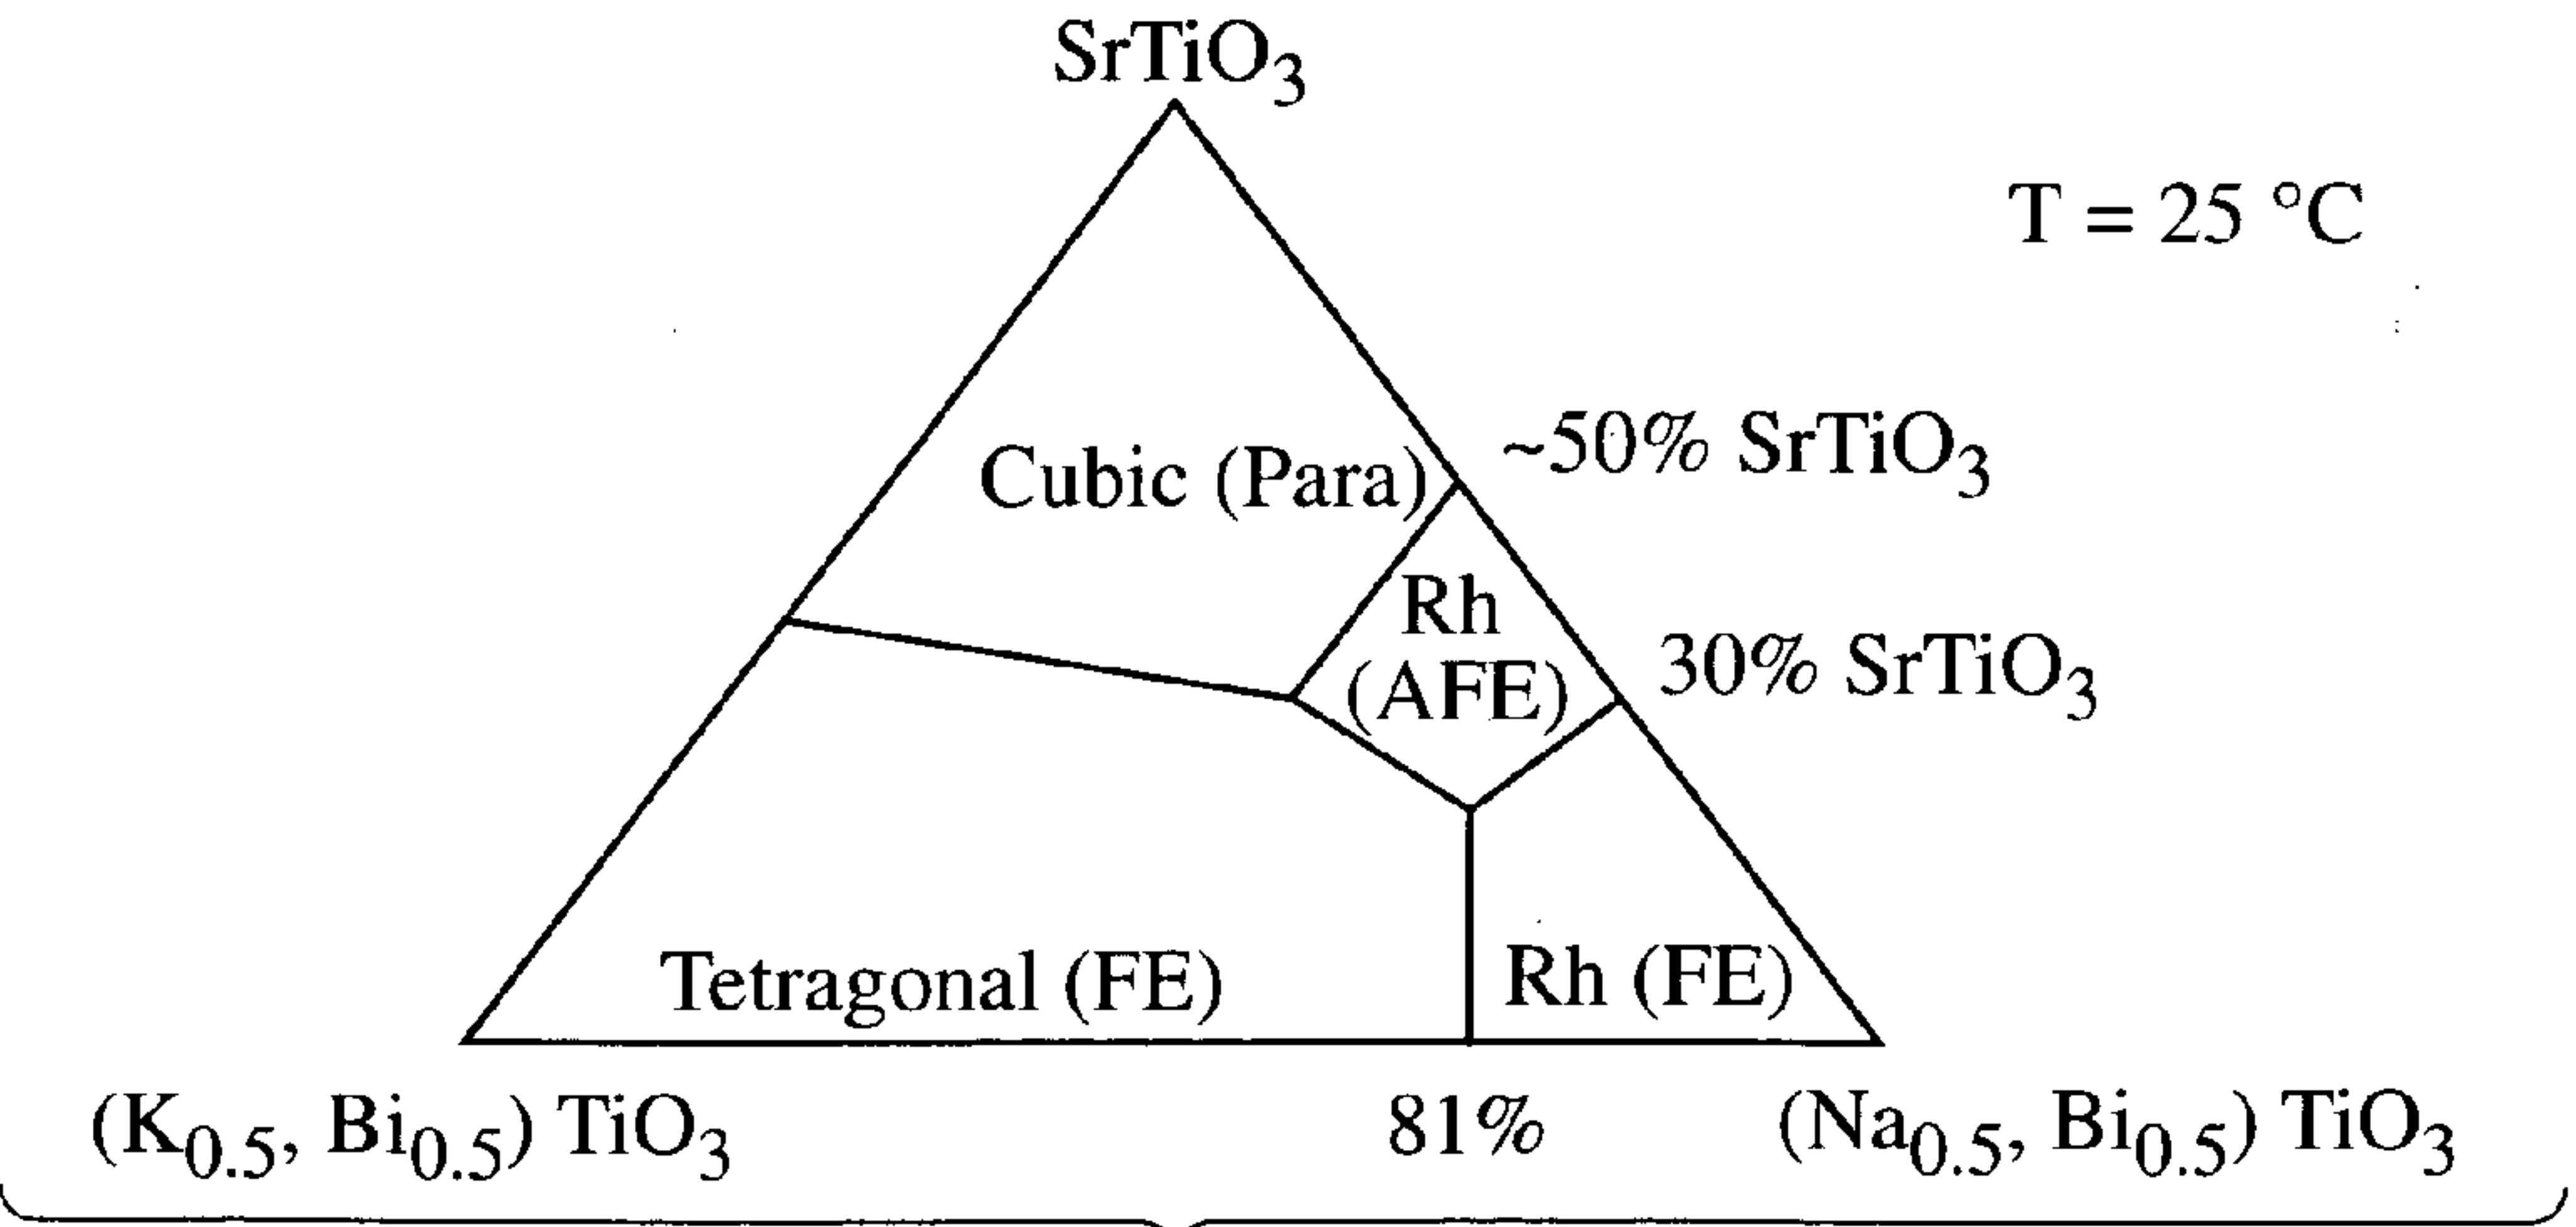 SrTiO3
T = 25 °C
~50% SrTiO3
Cubic (Para)
Rh
(AFE)
30% SrTiO3
Tetragonal (FE)
Rh (FE)
(K0.5, Bi0.5) TiO3
81%
(Na0.5, Bi0.5) TiO3